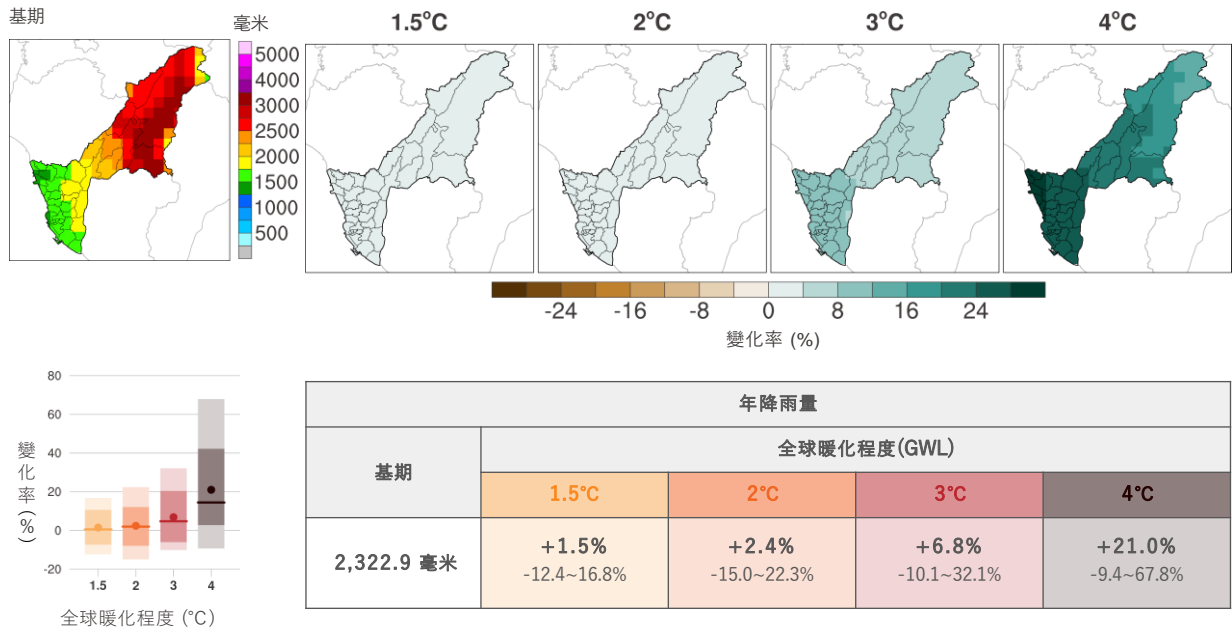 基期
毫米
5000
4000
3000
2500
2000
1500
1000
500
1.5°C
2°C
3°C
4°C
-24 -16 -8 0 8 16 24
變化率 (%)
80
60
40
20
0
-20
變化率(%)
1.5 2 3 4
全球暖化程度 (°C)
年降雨量
基期
全球暖化程度(GWL)
1.5°C 2°C 3°C 4°C
2,322.9 毫米
+1.5% +2.4% +6.8% +21.0%
-12.4~16.8% -15.0~22.3% -10.1~32.1% -9.4~67.8%